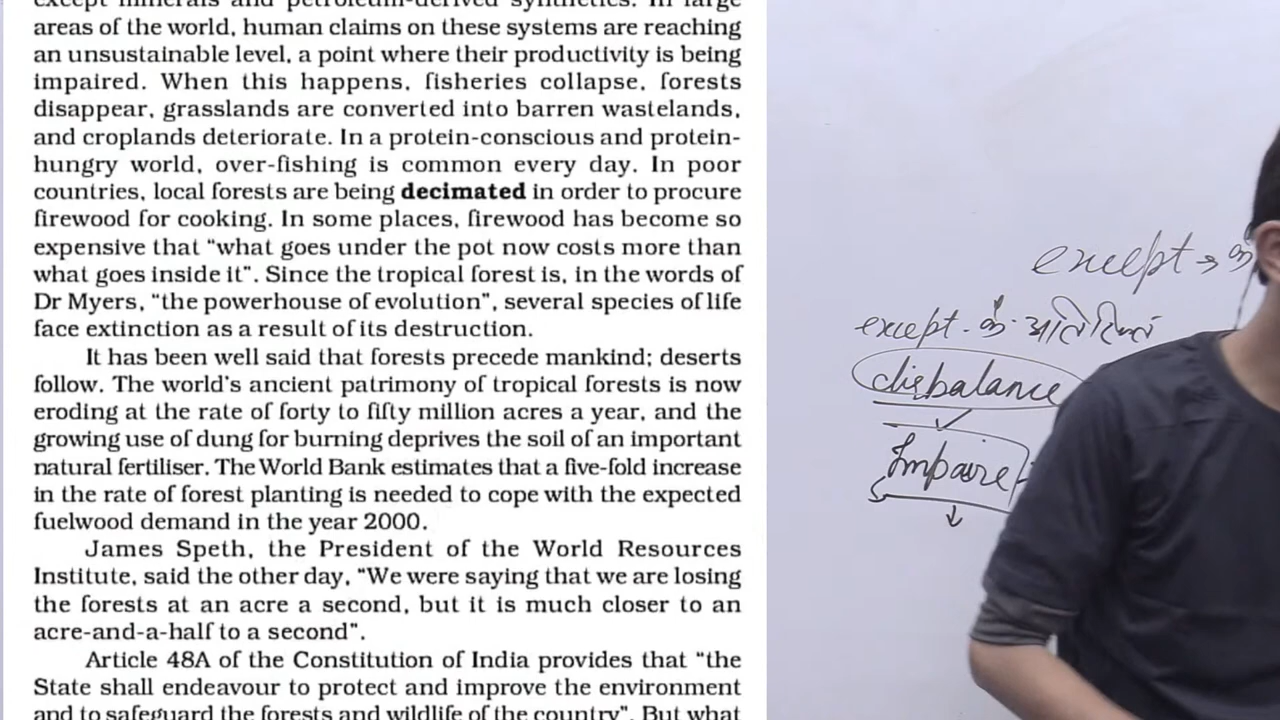 except minerals and petroleum-derived synthetics. In large
areas of the world, human claims on these systems are reaching
an unsustainable level, a point where their productivity is being
impaired. When this happens, fisheries collapse, forests
disappear, grasslands are converted into barren wastelands,
and croplands deteriorate. In a protein-conscious and protein-
hungry world, over-fishing is common every day. In poor
countries, local forests are being decimated in order to procure
firewood for cooking. In some places, firewood has become so
expensive that “what goes under the pot now costs more than
what goes inside it”. Since the tropical forest is, in the words of
Dr Myers, “the powerhouse of evolution”, several species of life
face extinction as a result of its destruction.
It has been well said that forests precede mankind; deserts
follow. The world’s ancient patrimony of tropical forests is now
eroding at the rate of forty to fifty million acres a year, and the
growing use of dung for burning deprives the soil of an important
natural fertiliser. The World Bank estimates that a five-fold increase
in the rate of forest planting is needed to cope with the expected
fuelwood demand in the year 2000.
James Speth, the President of the World Resources
Institute, said the other day, “We were saying that we are losing
the forests at an acre a second, but it is much closer to an
acre-and-a-half to a second”.
Article 48A of the Constitution of India provides that “the
State shall endeavour to protect and improve the environment
and to safeguard the forests and wildlife of the country”. But what
except →
except. के
disbalance
Impaire